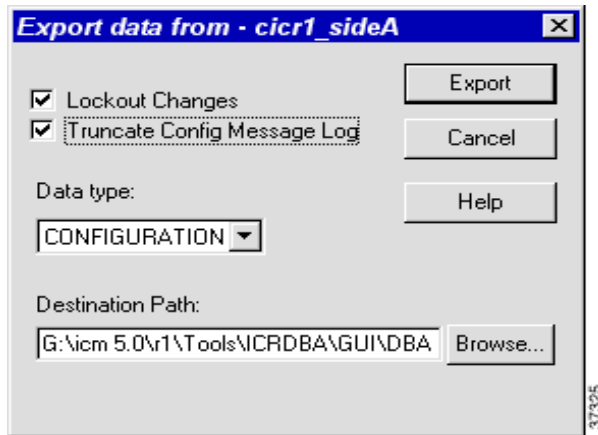 Export data from - cicr1_sideA
Lockout Changes
Export
Truncate Config Message Log
Cancel
Data type:
Help
CONFIGURATION
Destination Path:
G:\icm 5.0\r1\Tools\ICRDBA\GUI\DBA
Browse...
37325